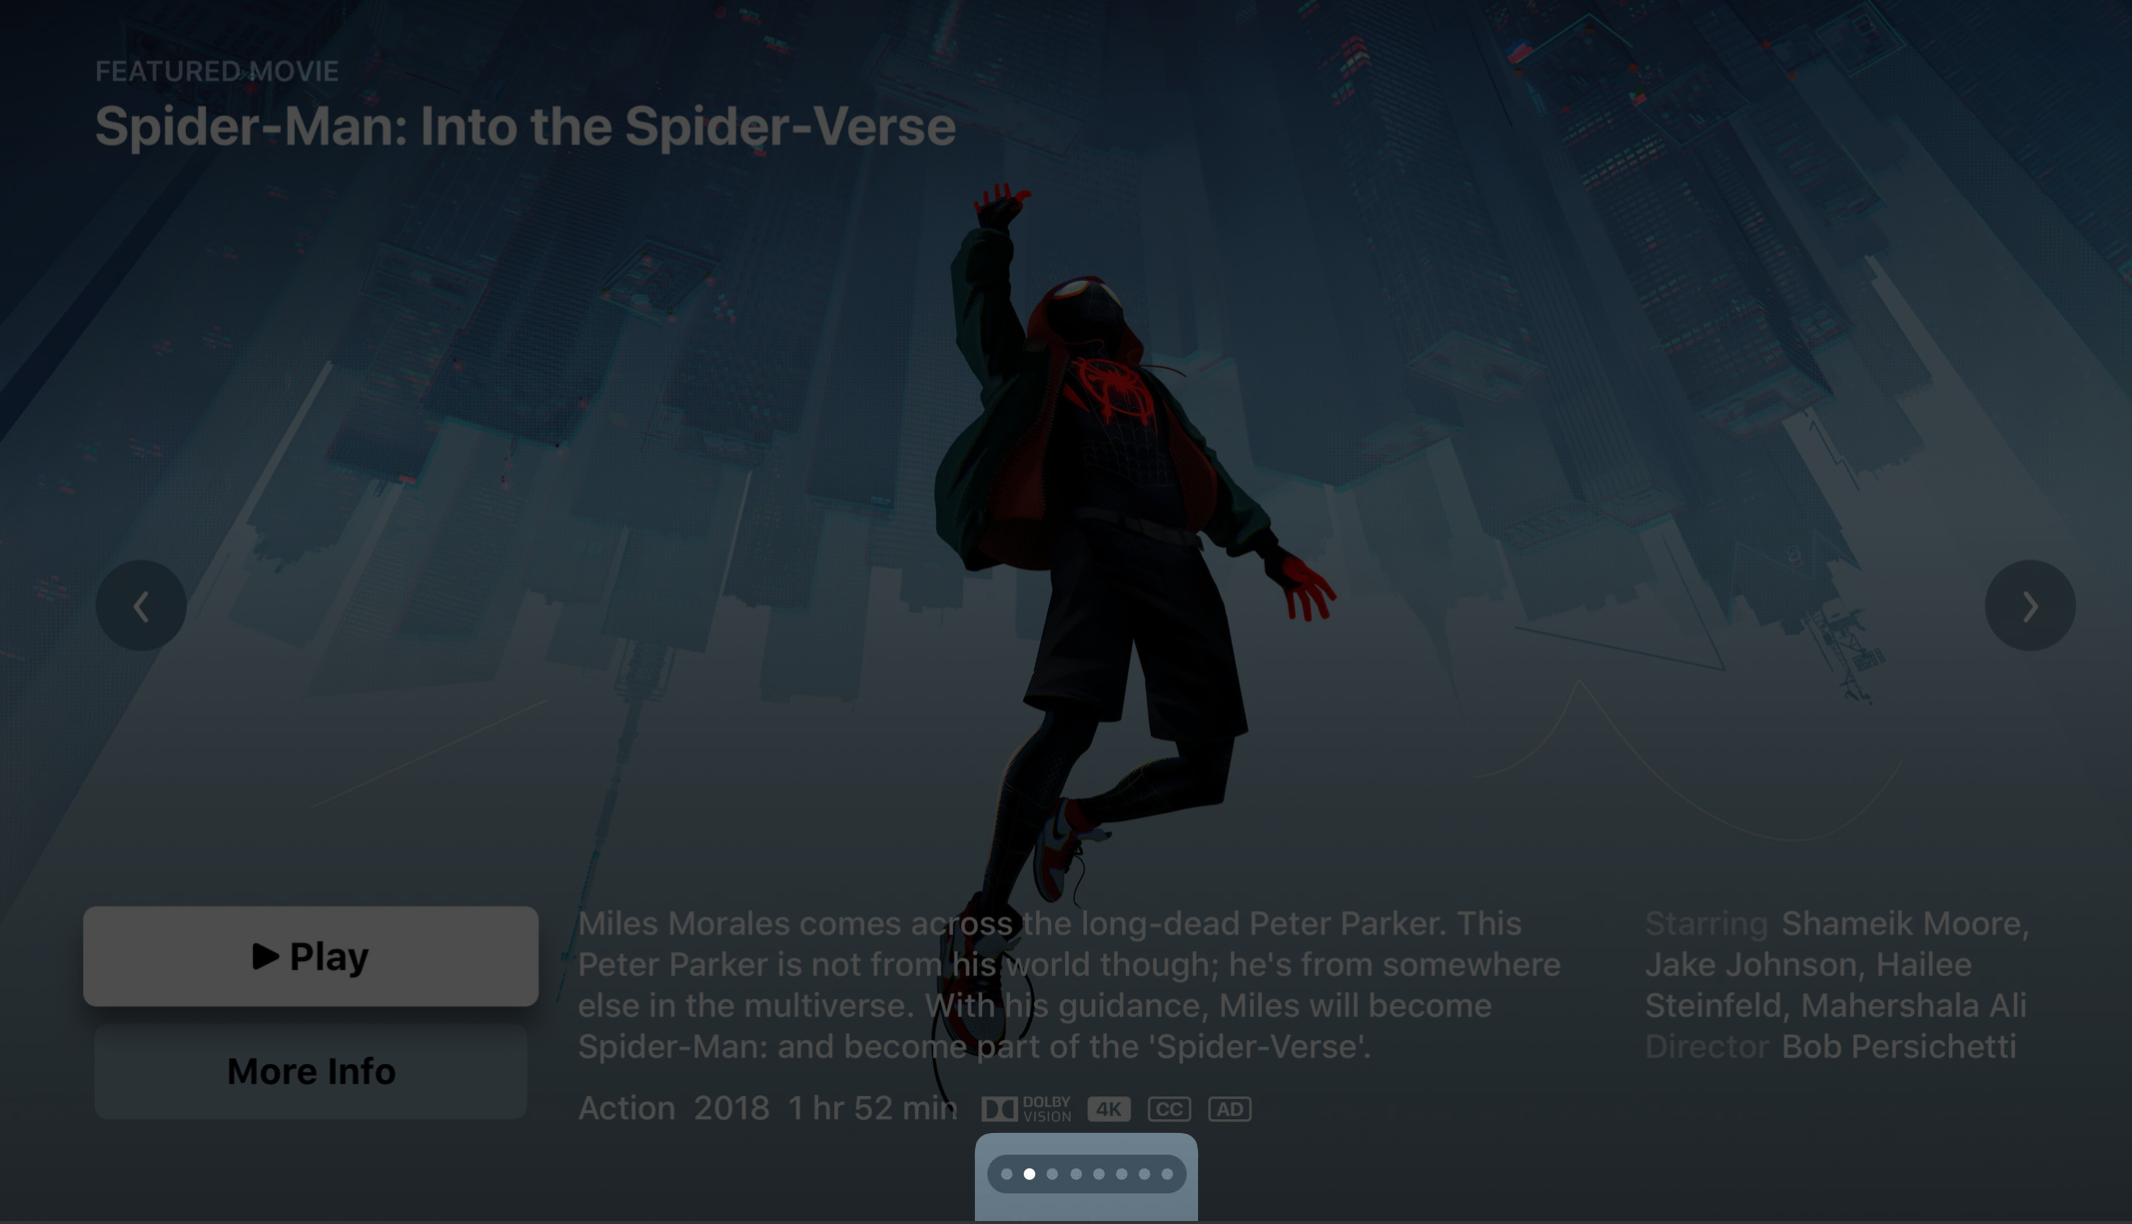 FEATURED MOVIE
Spider-Man: Into the Spider-Verse
Play
More Info
Miles Morales comes across the long-dead Peter Parker. This
Peter Parker is not from his world though; he's from somewhere
else in the multiverse. With his guidance, Miles will become
Spider-Man: and become part of the 'Spider-Verse'.
Action 2018 1 hr 52 min DOLBY VISION 4K CC AD
Starring Shameik Moore,
Jake Johnson, Hailee
Steinfeld, Mahershala Ali
Director Bob Persichetti